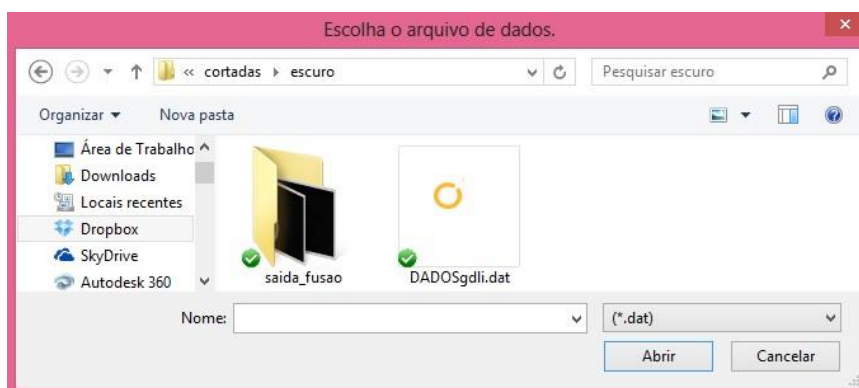 Escolha o arquivo de dados.
« cortadas escuro
Pesquisar escuro
Organizar
Nova pasta
Área de Trabalho
Downloads
Locais recentes
Dropbox
SkyDrive
Autodesk 360
saida_fusao
DADOSgdli.dat
Nome:
(*.dat)
Abrir
Cancelar